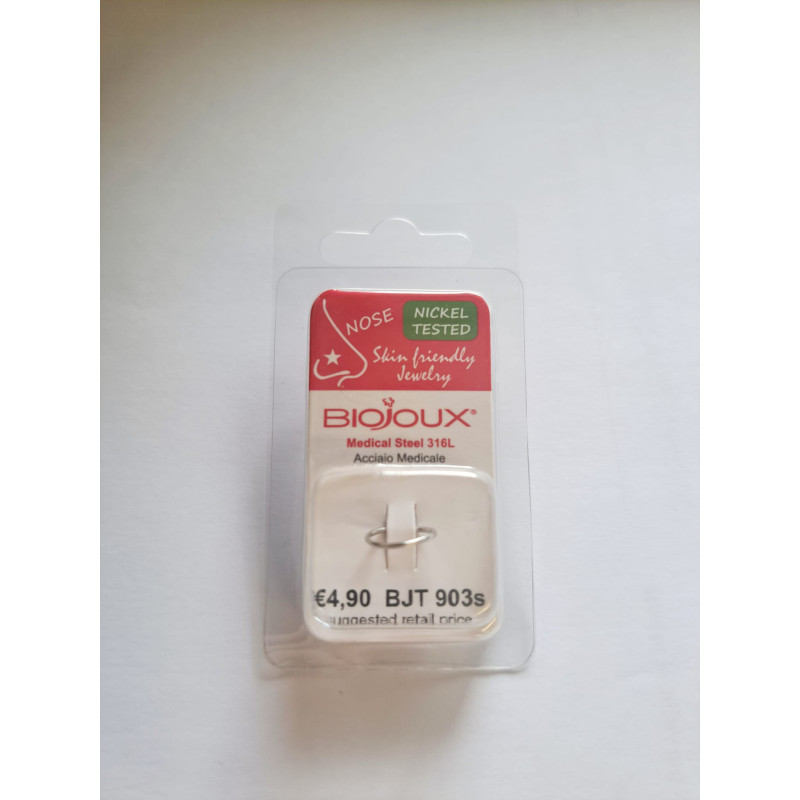 NOSE
NICKEL
TESTED
Skin friendly
Jewelry
BIOJOUX®
Medical Steel 316L
Acciaio Medicale
€4,90 BJT 903s
suggested retail price